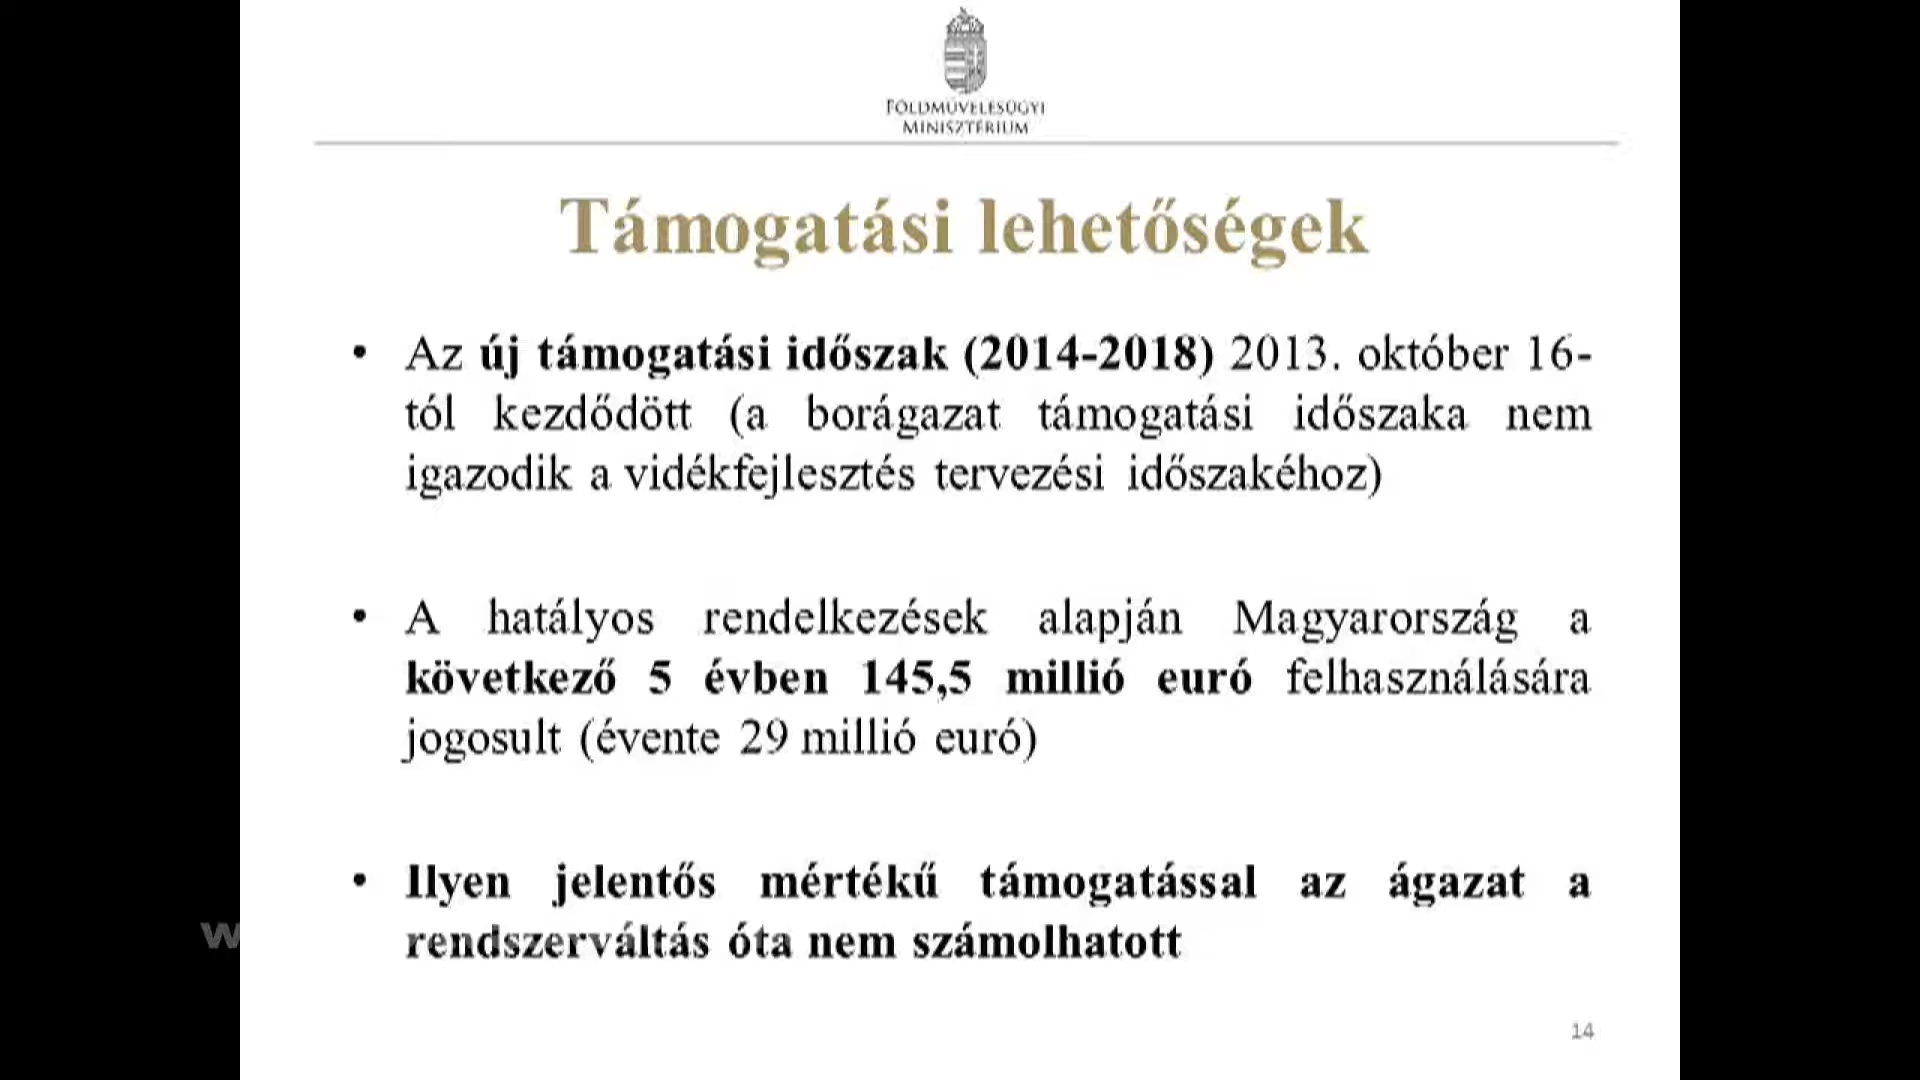 FÖLDMŰVELÉSÜGYI
MINISZTÉRIUM
Támogatási lehetőségek
• Az új támogatási időszak (2014-2018) 2013. október 16-
tól kezdődött (a borágazat támogatási időszaka nem
igazodik a vidékfejlesztés tervezési időszakéhoz)
• A hatályos rendelkezések alapján Magyarország a
következő 5 évben 145,5 millió euró felhasználására
jogosult (évente 29 millió euró)
• Ilyen jelentős mértékű támogatással az ágazat a
rendszerváltás óta nem számolhatott
14